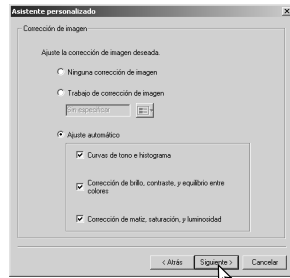 Asistente personalizado
Corrección de imagen
Ajuste la corrección de imagen deseada.
Ninguna corrección de imagen
Trabajo de corrección de imagen
Sin especificar
Ajuste automático
Curvas de tono e histograma
Corrección de brillo, contraste, y equilibrio entre
colores
Corrección de matiz, saturación, y luminosidad
< Atrás Siguiente > Cancelar